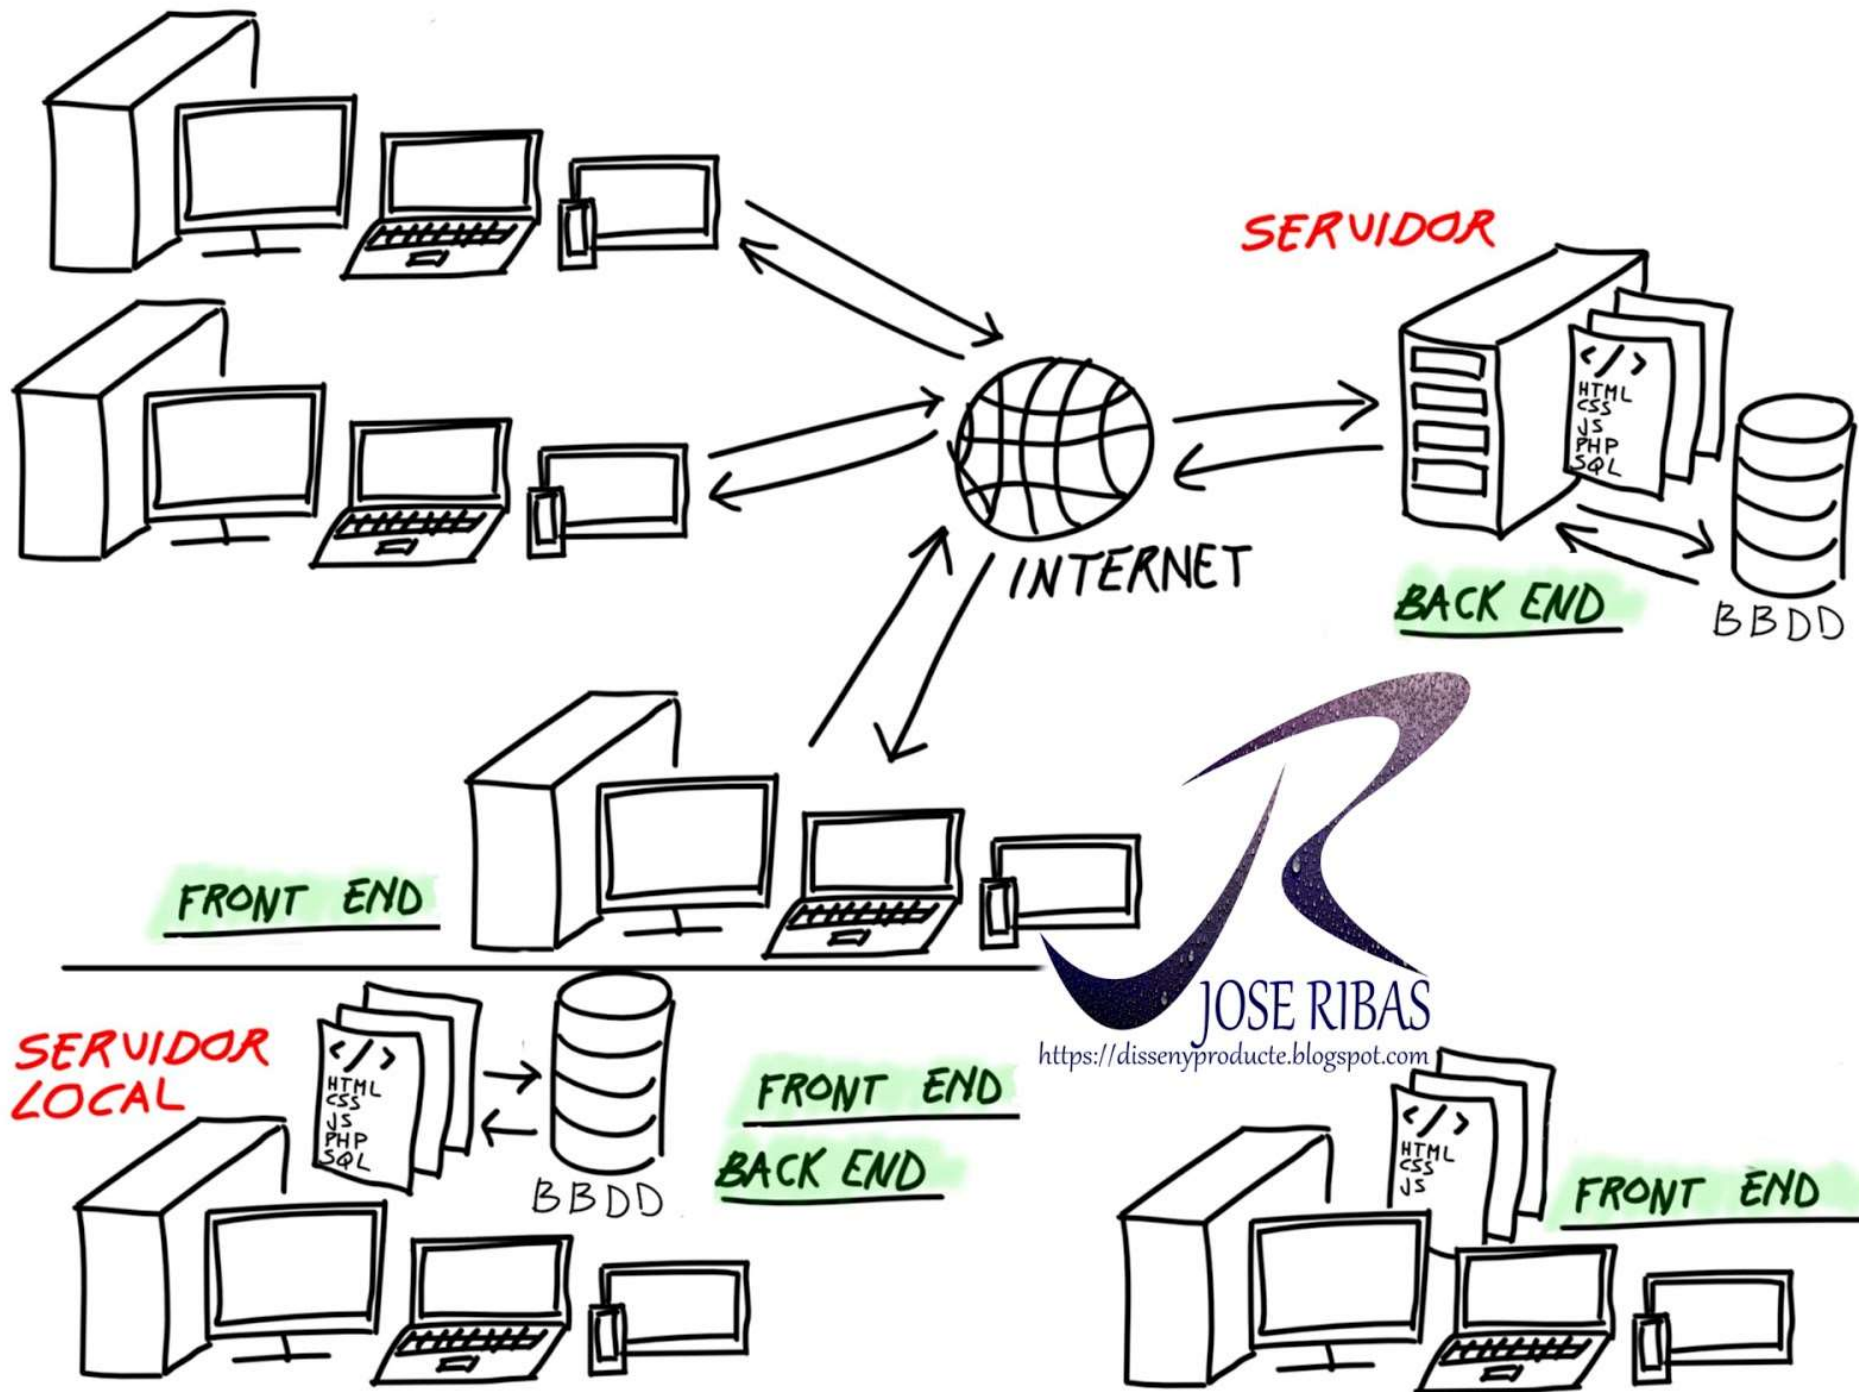 SERVIDOR
</>
HTML
CSS
JS
PHP
SQL
INTERNET
BACK END
BBDD
FRONT END
JOSE RIBAS
https://dissenyproducte.blogspot.com
SERVIDOR
LOCAL
</>
HTML
CSS
JS
PHP
SQL
BBDD
FRONT END
BACK END
</>
HTML
CSS
JS
FRONT END